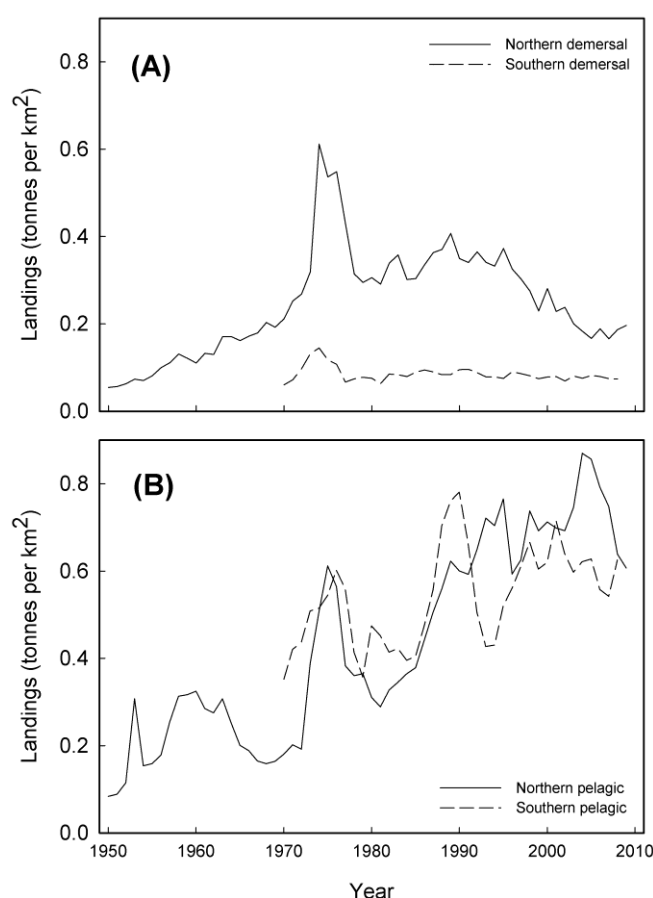 (A)
Northern demersal
Southern demersal
Landings (tonnes per km²)
0.8
0.6
0.4
0.2
0.0
(B)
Northern pelagic
Southern pelagic
Landings (tonnes per km²)
0.8
0.6
0.4
0.2
0.0
1950 1960 1970 1980 1990 2000 2010
Year